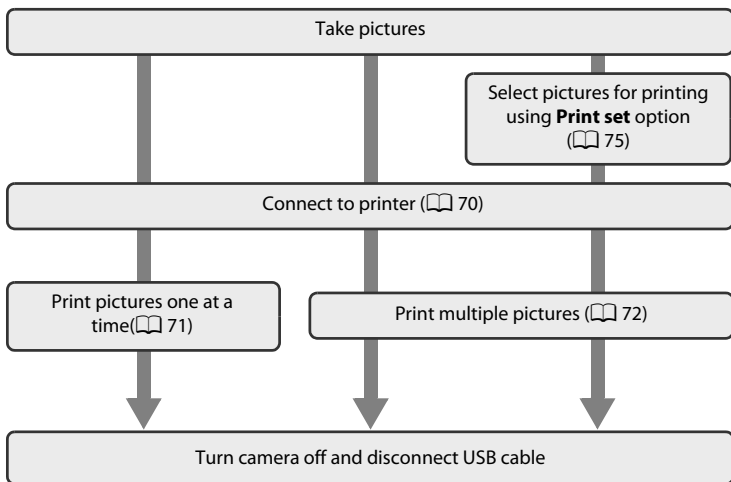 Take pictures
Select pictures for printing
using Print set option
(📖 75)
Connect to printer (📖 70)
Print pictures one at a
time(📖 71)
Print multiple pictures (📖 72)
Turn camera off and disconnect USB cable